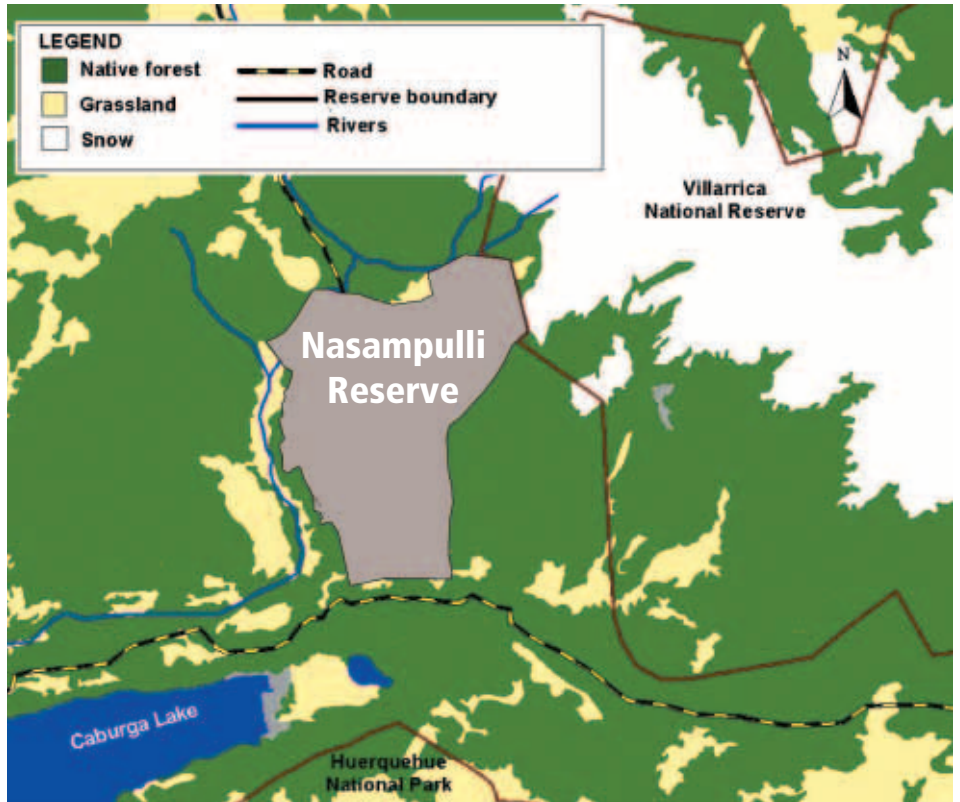 LEGEND
Native forest
Grassland
Snow
Road
Reserve boundary
Rivers
N
Villarrica
National Reserve
Nasampulli
Reserve
Caburga Lake
Huerquehue
National Park